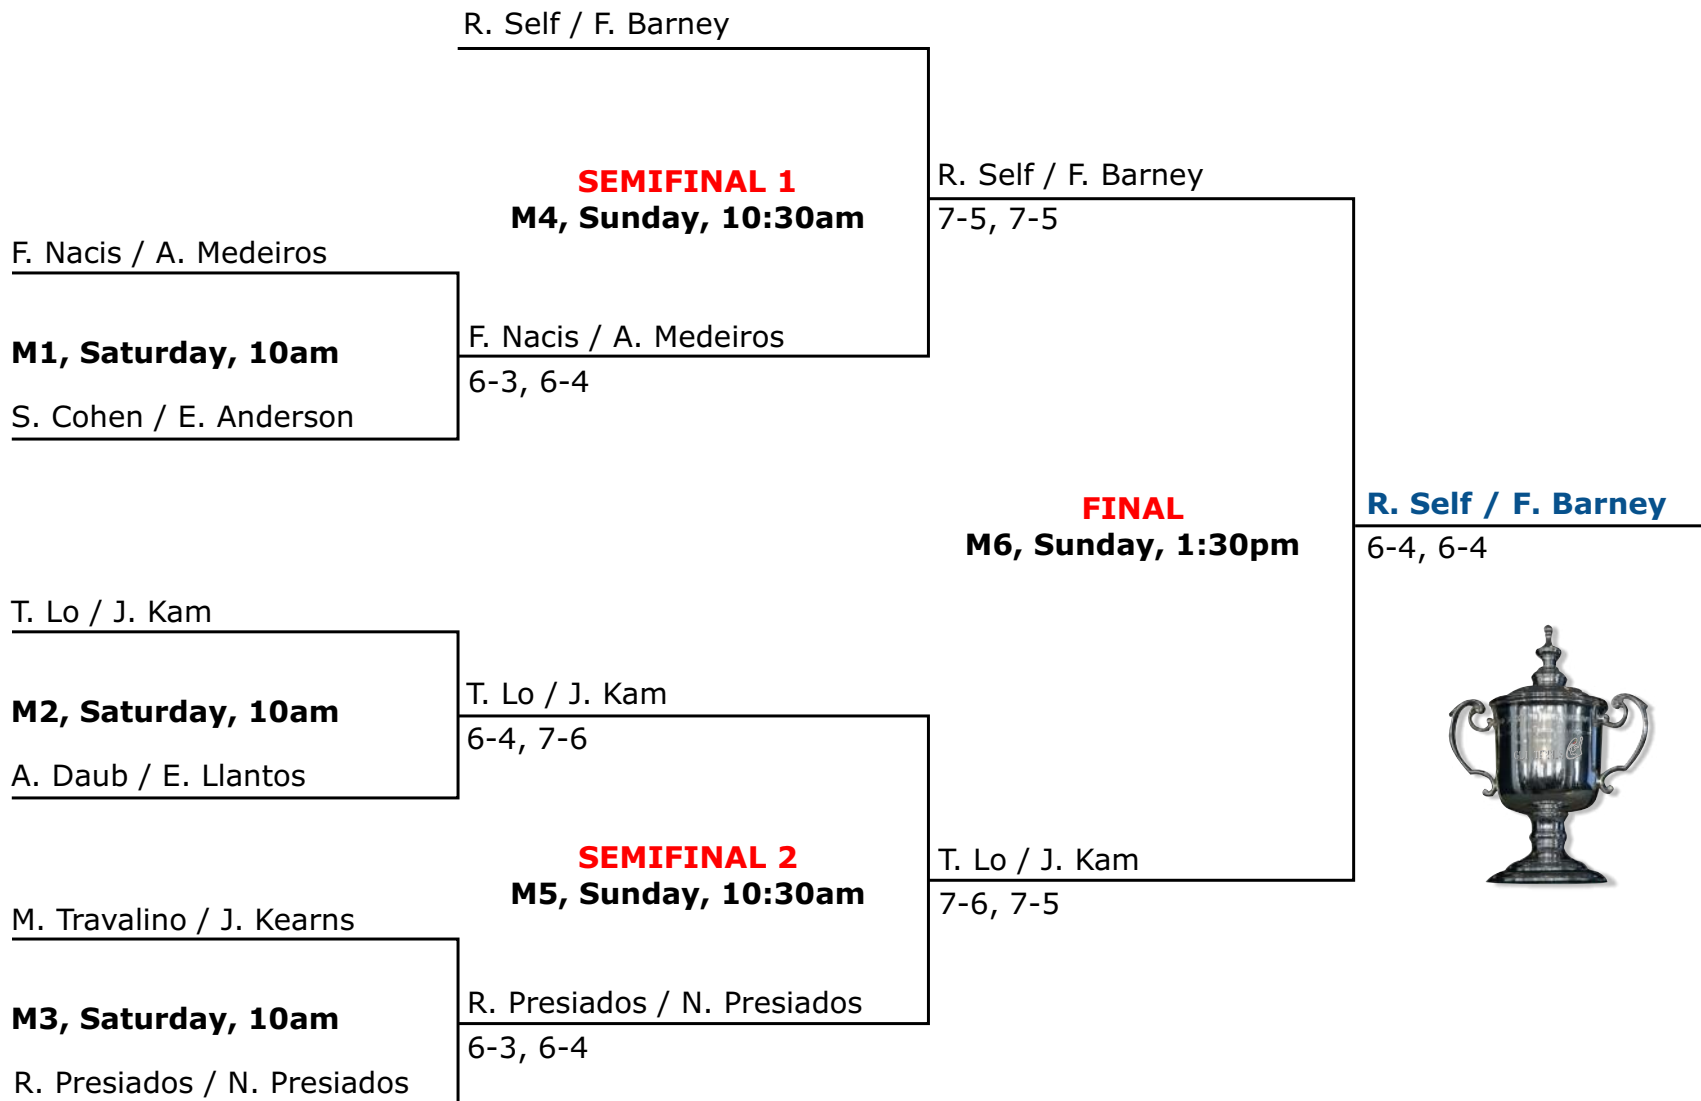 R. Self / F. Barney
SEMIFINAL 1
M4, Sunday, 10:30am
R. Self / F. Barney
7-5, 7-5
F. Nacis / A. Medeiros
M1, Saturday, 10am
S. Cohen / E. Anderson
F. Nacis / A. Medeiros
6-3, 6-4
FINAL
M6, Sunday, 1:30pm
R. Self / F. Barney
6-4, 6-4
T. Lo / J. Kam
M2, Saturday, 10am
A. Daub / E. Llantos
T. Lo / J. Kam
6-4, 7-6
SEMIFINAL 2
M5, Sunday, 10:30am
T. Lo / J. Kam
7-6, 7-5
M. Travalino / J. Kearns
M3, Saturday, 10am
R. Presiados / N. Presiados
R. Presiados / N. Presiados
6-3, 6-4